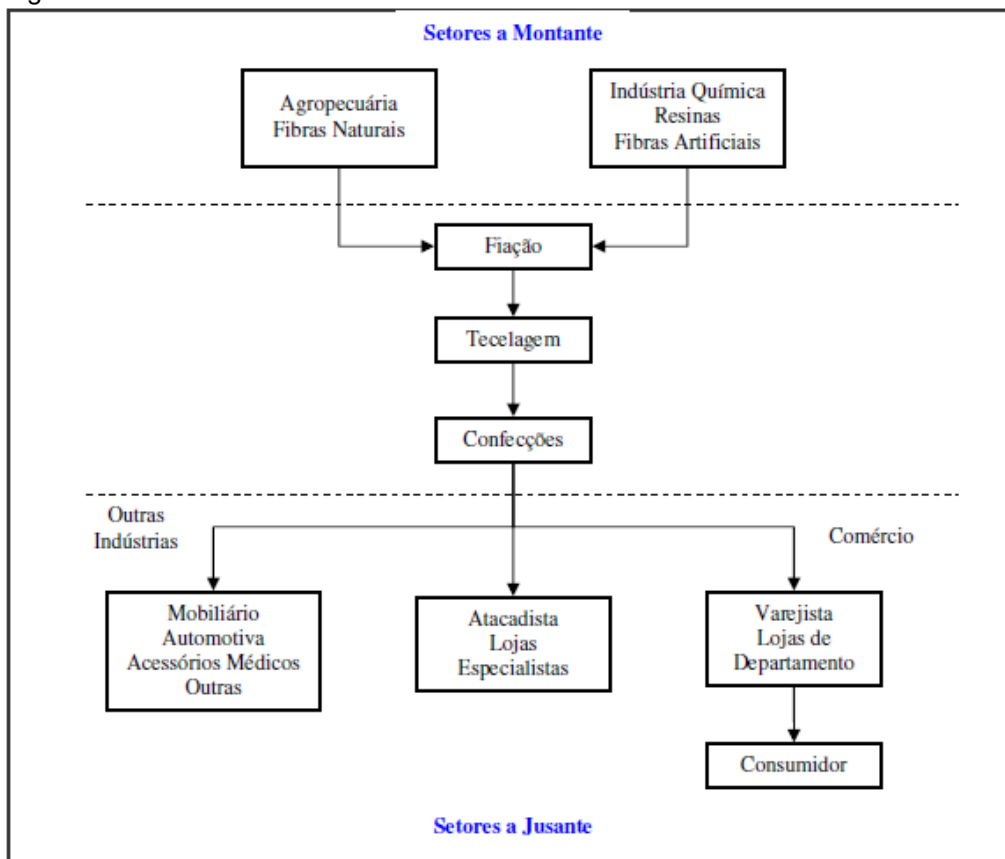 Setores a Montante
Agropecuária
Fibras Naturais
Indústria Química
Resinas
Fibras Artificiais
Fiação
Tecelagem
Confecções
Outras
Indústrias
Comércio
Mobiliário
Automotiva
Acessórios Médicos
Outras
Atacadista
Lojas
Especialistas
Varejista
Lojas de
Departamento
Consumidor
Setores a Jusante